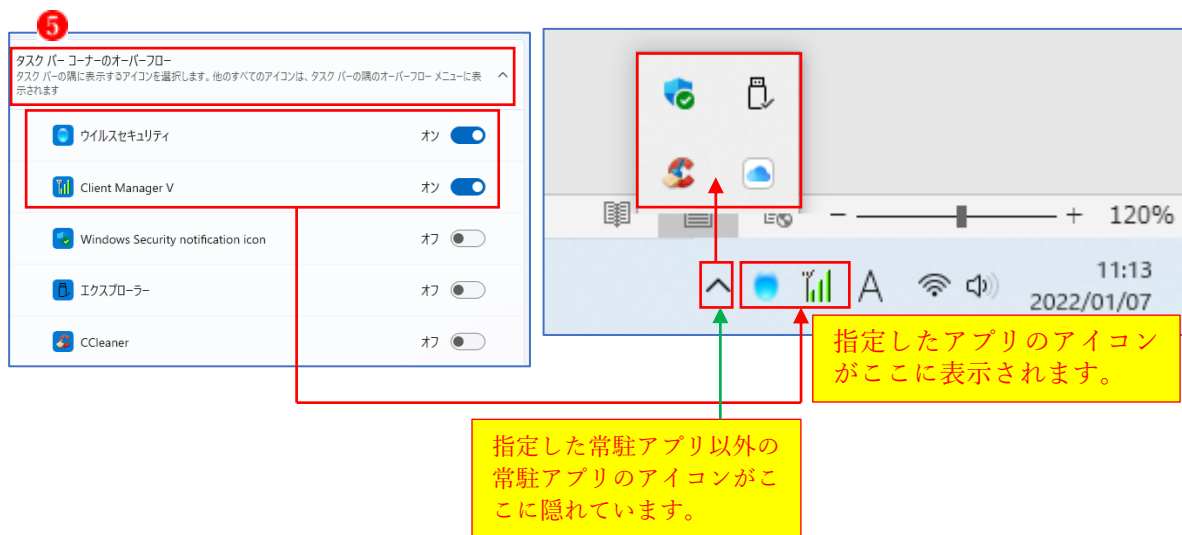 5
タスク バー コーナーのオーバーフロー
タスク バーの隅に表示するアイコンを選択します。他のすべてのアイコンは、タスク バーの隅のオーバーフロー メニューに表
示されます
ウイルスセキュリティ
オン
Client Manager V
オン
Windows Security notification icon
オフ
エクスプローラー
オフ
CCleaner
オフ
120%
A
11:13
2022/01/07
指定したアプリのアイコン
がここに表示されます。
指定した常駐アプリ以外の
常駐アプリのアイコンがこ
こに隠れています。